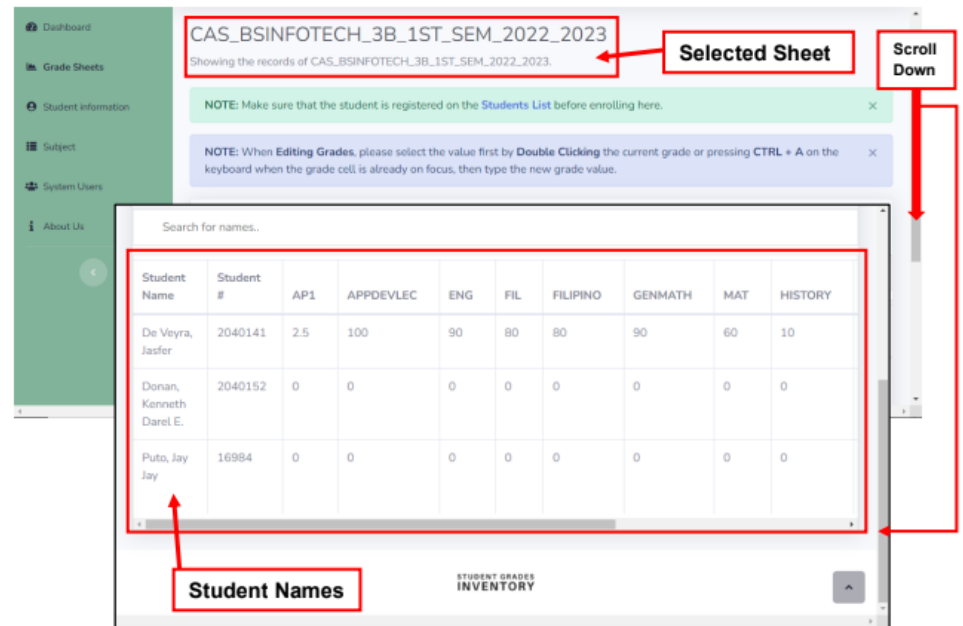 Dashboard
Grade Sheets
Student information
Subject
System Users
About Us
CAS_BSINFOTECH_3B_1ST_SEM_2022_2023
Showing the records of CAS_BSINFOTECH_3B_1ST_SEM_2022_2023.
Selected Sheet
Scroll
Down
NOTE: Make sure that the student is registered on the Students List before enrolling here.
NOTE: When Editing Grades, please select the value first by Double Clicking the current grade or pressing CTRL + A on the
keyboard when the grade cell is already on focus, then type the new grade value.
Search for names..
Student Name Student # AP1 APPDEVLEC ENG FIL FILIPINO GENMATH MAT HISTORY
De Veyra, Jasfer 2040141 2.5 100 90 80 80 90 60 10
Donan, Kenneth Darel E. 2040152 0 0 0 0 0 0 0 0
Puto, Jay Jay 16984 0 0 0 0 0 0 0 0
Student Names
STUDENT GRADES
INVENTORY